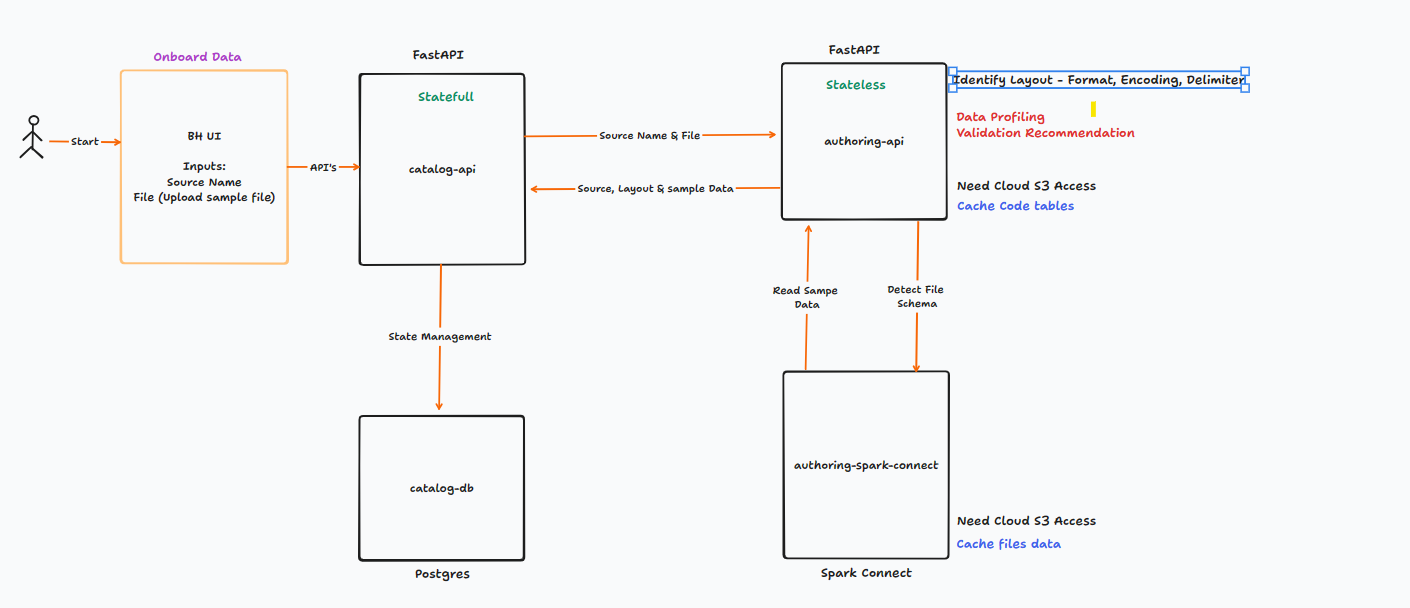 Onboard Data
FastAPI
FastAPI
Statefull
Stateless
Identify Layout - Format, Encoding, Delimiter
Data Profiling
Validation Recommendation
Start
BH UI
Inputs:
Source Name
File (Upload sample file)
API's
catalog-api
Source Name & File
authoring-api
Source, Layout & sample Data
Need Cloud S3 Access
Cache Code tables
Read Sampe
Data
Detect File
Schema
State Management
catalog-db
Postgres
authoring-spark-connect
Need Cloud S3 Access
Cache files data
Spark Connect